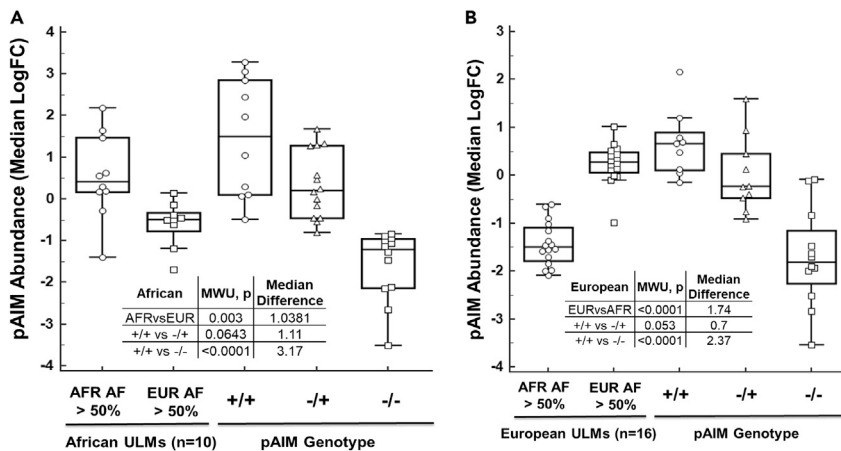 A
pAIM Abundance (Median LogFC)
4
3
2
1
0
-1
-2
-3
-4
African MWU, p Median Difference
AFRvsEUR 0.003 1.0381
+/+ vs -/+ 0.0643 1.11
+/+ vs -/- <0.0001 3.17
AFR AF EUR AF +/+ -/+ -/-
> 50% > 50%
African ULMs (n=10) pAIM Genotype
B
pAIM Abundance (Median LogFC)
3
2
1
0
-1
-2
-3
-4
European MWU, p Median Difference
EURvsAFR <0.0001 1.74
+/+ vs -/+ 0.053 0.7
+/+ vs -/- <0.0001 2.37
AFR AF EUR AF +/+ -/+ -/-
> 50% > 50%
European ULMs (n=16) pAIM Genotype